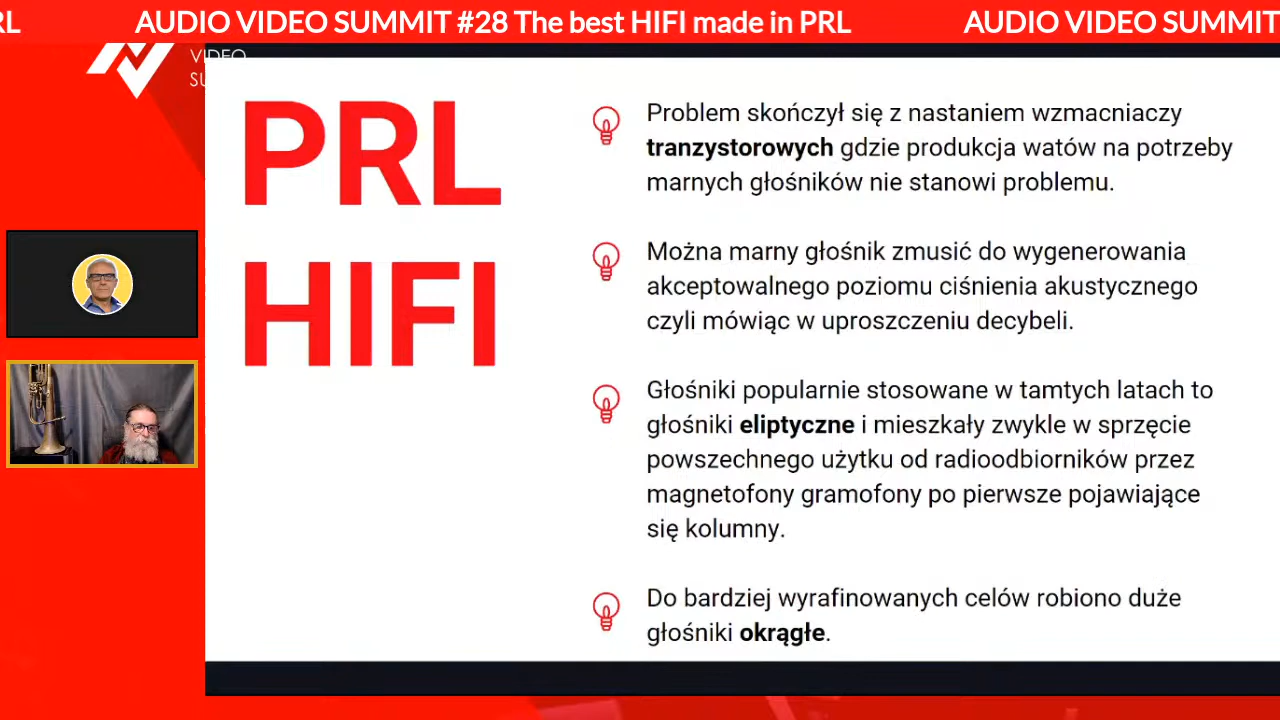 RL AUDIO VIDEO SUMMIT #28 The best HIFI made in PRL AUDIO VIDEO SUMMIT
VIDEO
SU
PRL
HIFI
Problem skończył się z nastaniem wzmacniaczy
tranzystorowych gdzie produkcja watów na potrzeby
marnych głośników nie stanowi problemu.
Można marny głośnik zmusić do wygenerowania
akceptowalnego poziomu ciśnienia akustycznego
czyli mówiąc w uproszczeniu decybeli.
Głośniki popularnie stosowane w tamtych latach to
głośniki eliptyczne i mieszkały zwykle w sprzęcie
powszechnego użytku od radioodbiorników przez
magnetofony gramofony po pierwsze pojawiające
się kolumny.
Do bardziej wyrafinowanych celów robiono duże
głośniki okrągłe.